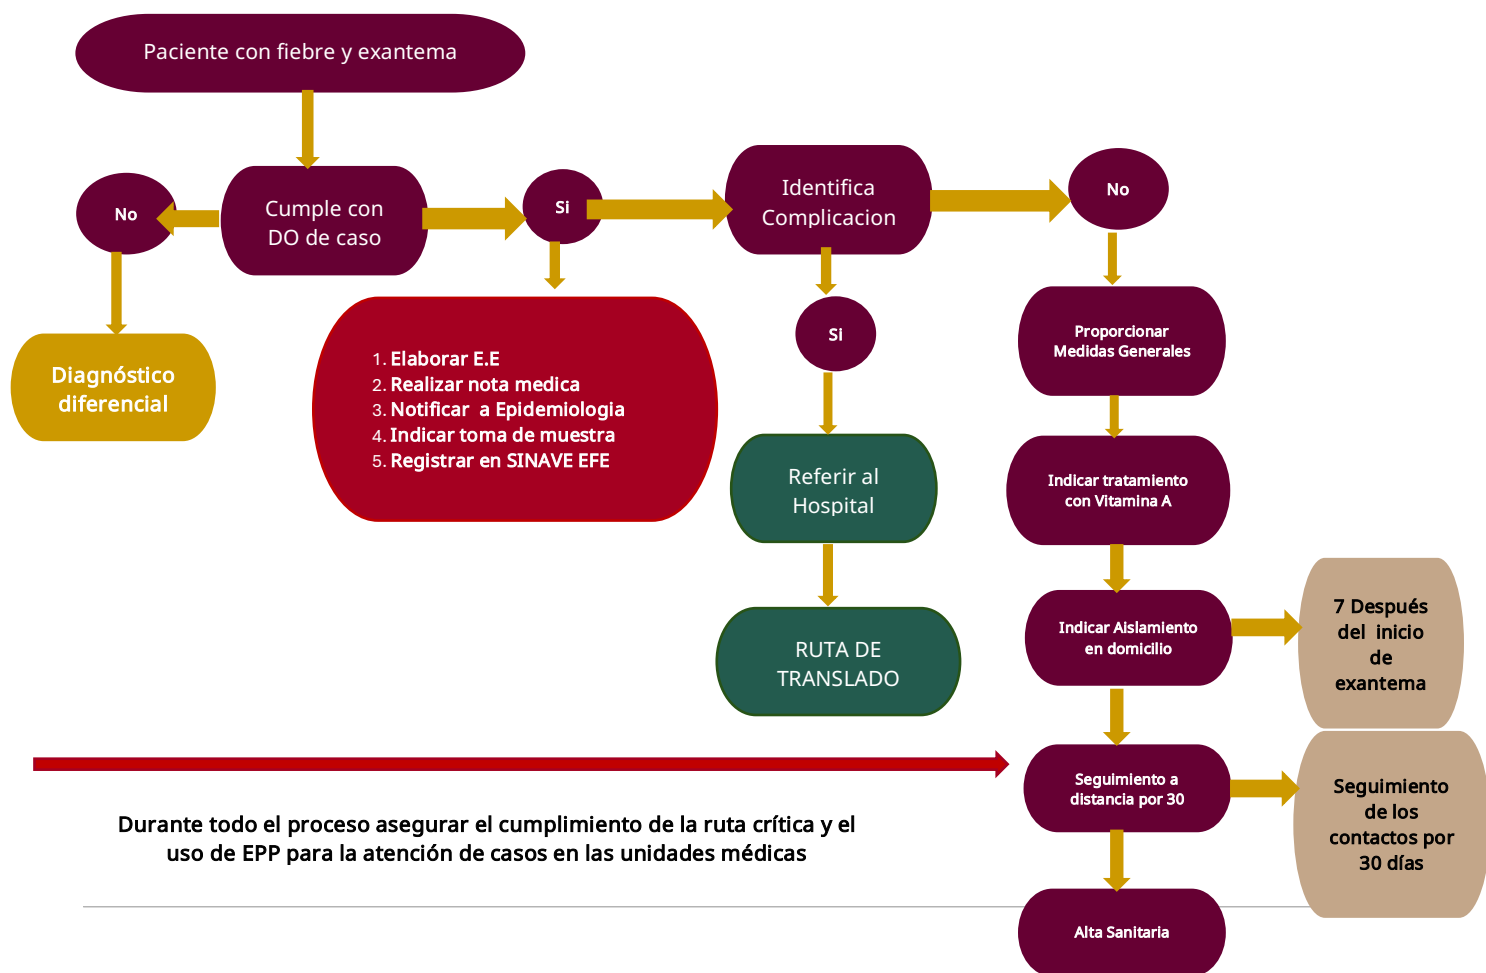 Paciente con fiebre y exantema
No
Cumple con
DO de caso
Si
Identifica
Complicacion
No
Diagnóstico
diferencial
1. Elaborar E.E
2. Realizar nota medica
3. Notificar a Epidemiologia
4. Indicar toma de muestra
5. Registrar en SINAVE EFE
Si
Referir al
Hospital
RUTA DE
TRANSLADO
Proporcionar
Medidas Generales
Indicar tratamiento
con Vitamina A
Indicar Aislamiento
en domicilio
7 Después
del inicio
de
exantema
Seguimiento a
distancia por 30
Seguimiento
de los
contactos por
30 días
Alta Sanitaria
Durante todo el proceso asegurar el cumplimiento de la ruta crítica y el
uso de EPP para la atención de casos en las unidades médicas